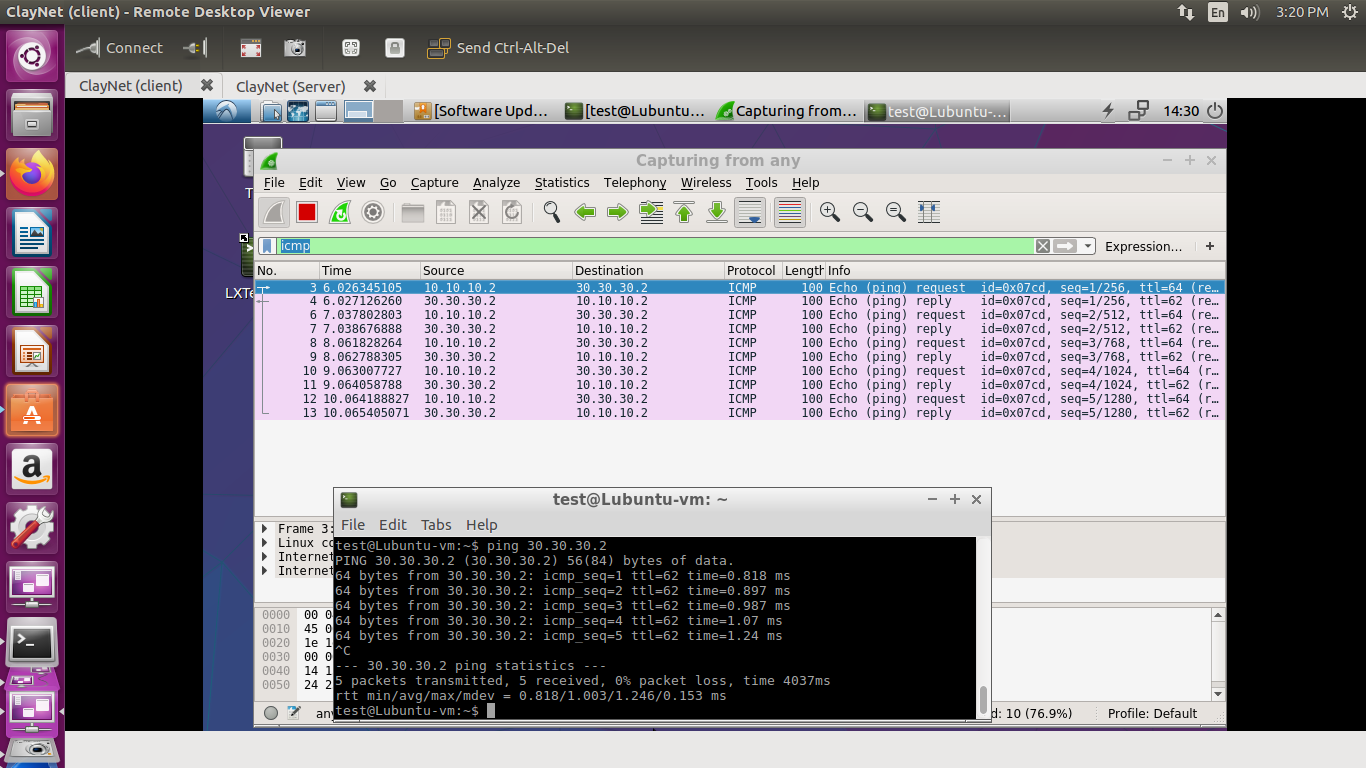 ClayNet (client) - Remote Desktop Viewer
En
3:20 PM
Connect
Send Ctrl-Alt-Del
ClayNet (client)
ClayNet (Server)
[Software Upd...
[test@Lubuntu...
Capturing from...
test@Lubuntu-...
14:30
T
LXTe
Capturing from any
File Edit View Go Capture Analyze Statistics Telephony Wireless Tools Help
icmp
Expression... +
No. Time Source Destination Protocol Length Info
3 6.026345105 10.10.10.2 30.30.30.2 ICMP 100 Echo (ping) request id=0x07cd, seq=1/256, ttl=64 (re…
4 6.027126260 30.30.30.2 10.10.10.2 ICMP 100 Echo (ping) reply id=0x07cd, seq=1/256, ttl=62 (re…
6 7.037802803 10.10.10.2 30.30.30.2 ICMP 100 Echo (ping) request id=0x07cd, seq=2/512, ttl=64 (re…
7 7.038676888 30.30.30.2 10.10.10.2 ICMP 100 Echo (ping) reply id=0x07cd, seq=2/512, ttl=62 (re…
8 8.061828264 10.10.10.2 30.30.30.2 ICMP 100 Echo (ping) request id=0x07cd, seq=3/768, ttl=64 (re…
9 8.062788305 30.30.30.2 10.10.10.2 ICMP 100 Echo (ping) reply id=0x07cd, seq=3/768, ttl=62 (re…
10 9.063007727 10.10.10.2 30.30.30.2 ICMP 100 Echo (ping) request id=0x07cd, seq=4/1024, ttl=64 (r…
11 9.064058788 30.30.30.2 10.10.10.2 ICMP 100 Echo (ping) reply id=0x07cd, seq=4/1024, ttl=62 (r…
12 10.064188827 10.10.10.2 30.30.30.2 ICMP 100 Echo (ping) request id=0x07cd, seq=5/1280, ttl=64 (r…
13 10.065405071 30.30.30.2 10.10.10.2 ICMP 100 Echo (ping) reply id=0x07cd, seq=5/1280, ttl=62 (r…
Frame 3:
Linux co
Internet
Internet
0000 00 0
0010 45 0
0020 1e 1
0030 00 0
0040 14 1
0050 24 2
any
d: 10 (76.9%)
Profile: Default
test@Lubuntu-vm: ~
File Edit Tabs Help
test@Lubuntu-vm:~$ ping 30.30.30.2
PING 30.30.30.2 (30.30.30.2) 56(84) bytes of data.
64 bytes from 30.30.30.2: icmp_seq=1 ttl=62 time=0.818 ms
64 bytes from 30.30.30.2: icmp_seq=2 ttl=62 time=0.897 ms
64 bytes from 30.30.30.2: icmp_seq=3 ttl=62 time=0.987 ms
64 bytes from 30.30.30.2: icmp_seq=4 ttl=62 time=1.07 ms
64 bytes from 30.30.30.2: icmp_seq=5 ttl=62 time=1.24 ms
^C
--- 30.30.30.2 ping statistics ---
5 packets transmitted, 5 received, 0% packet loss, time 4037ms
rtt min/avg/max/mdev = 0.818/1.003/1.246/0.153 ms
test@Lubuntu-vm:~$